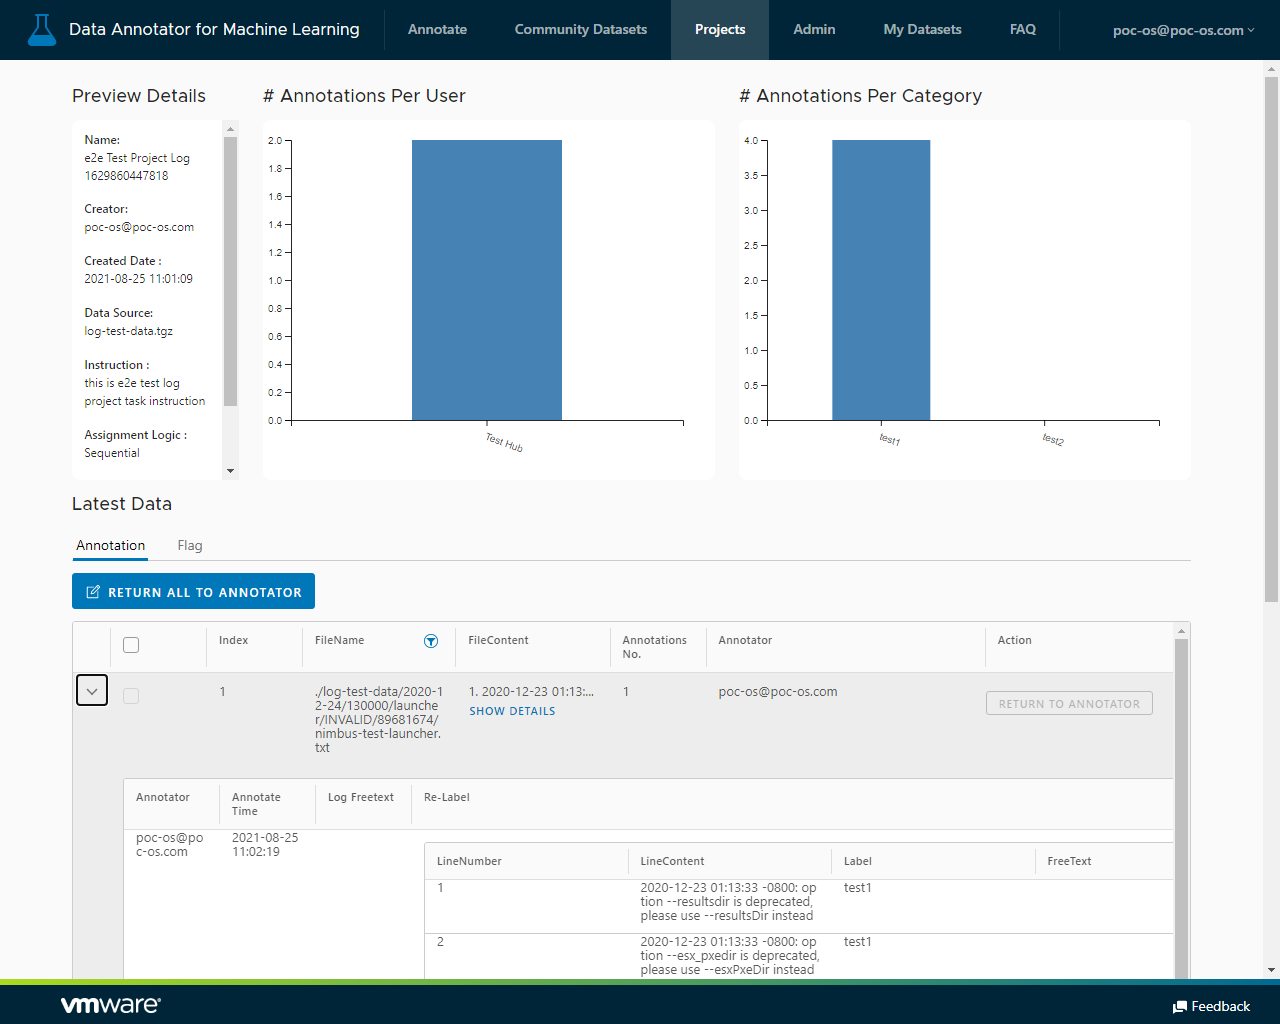 Data Annotator for Machine Learning
Annotate
Community Datasets
Projects
Admin
My Datasets
FAQ
poc-os@poc-os.com
Preview Details
Name:
e2e Test Project Log
1629860447818
Creator:
poc-os@poc-os.com
Created Date :
2021-08-25 11:01:09
Data Source:
log-test-data.tgz
Instruction :
this is e2e test log
project task instruction
Assignment Logic :
Sequential
# Annotations Per User
2.0
1.8
1.6
1.4
1.2
1.0
0.8
0.6
0.4
0.2
0.0
Test Hub
# Annotations Per Category
4.0
3.5
3.0
2.5
2.0
1.5
1.0
0.5
0.0
test1
test2
Latest Data
Annotation
Flag
RETURN ALL TO ANNOTATOR
Index
FileName
FileContent
Annotations
No.
Annotator
Action
1
./log-test-data/2020-1
2-24/130000/launche
r/INVALID/89681674/
nimbus-test-launcher.
txt
1. 2020-12-23 01:13:...
SHOW DETAILS
1
poc-os@poc-os.com
RETURN TO ANNOTATOR
Annotator
Annotate
Time
Log Freetext
Re-Label
poc-os@po
c-os.com
2021-08-25
11:02:19
LineNumber
LineContent
Label
FreeText
1
2020-12-23 01:13:33 -0800: op
tion --resultsdir is deprecated,
please use --resultsDir instead
test1
2
2020-12-23 01:13:33 -0800: op
tion --esx_pxedir is deprecated,
please use --esxPxeDir instead
test1
vmware
Feedback